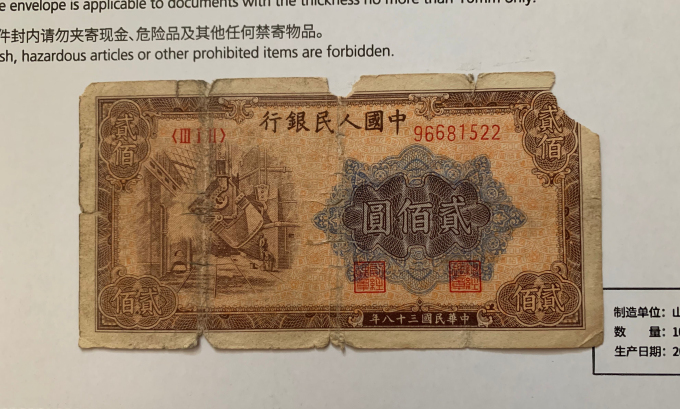 e envelope is applicable to documents with the thickness no more than 10mm only.
件封内请勿夹寄现金、危险品及其他任何禁寄物品。
sh, hazardous articles or other prohibited items are forbidden.
行銀民人國中
〈III I II〉
96681522
貳佰
貳佰
圓佰貳
佰貳
佰貳
年八十三國民華中
制造单位：山
数 量：10
生产日期：20